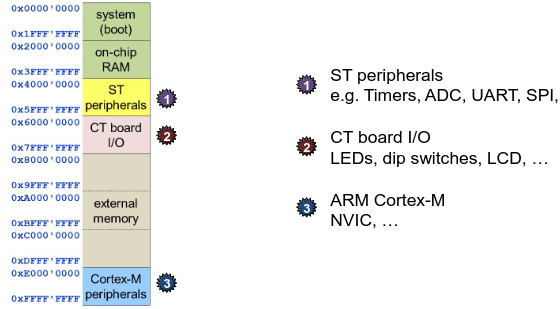 0x0000'0000
system
(boot)
0x1FFF'FFFF
0x2000'0000
on-chip
RAM
0x3FFF'FFFF
0x4000'0000
ST
peripherals
0x5FFF'FFFF
0x6000'0000
CT board
I/O
0x7FFF'FFFF
0x8000'0000
0x9FFF'FFFF
0xA000'0000
external
memory
0xBFFF'FFFF
0xC000'0000
0xDFFF'FFFF
0xE000'0000
Cortex-M
peripherals
0xFFFF'FFFF
1
2
3
1 ST peripherals
e.g. Timers, ADC, UART, SPI,
2 CT board I/O
LEDs, dip switches, LCD, …
3 ARM Cortex-M
NVIC, …